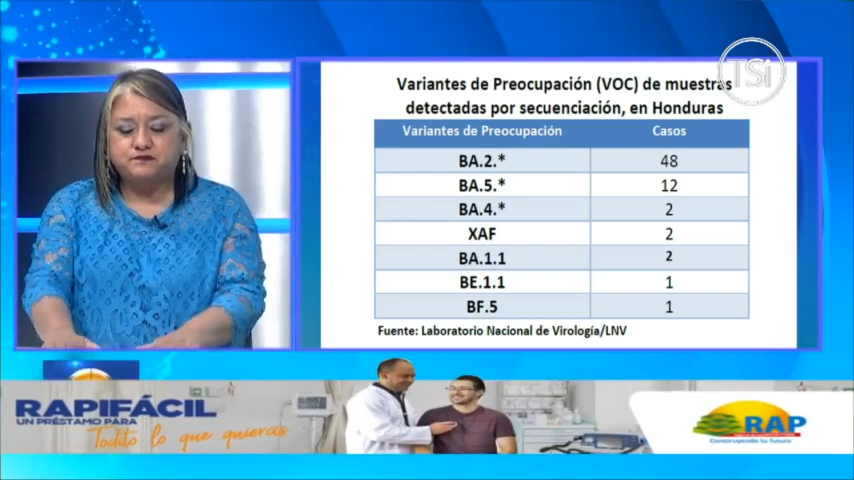 TSi
Variantes de Preocupación (VOC) de muestras
detectadas por secuenciación, en Honduras
Variantes de Preocupación Casos
BA.2.* 48
BA.5.* 12
BA.4.* 2
XAF 2
BA.1.1 2
BE.1.1 1
BF.5 1
Fuente: Laboratorio Nacional de Virología/LNV
RAPIFÁCIL
UN PRÉSTAMO PARA
Todito lo que quieras
RAP
Construyendo tu futuro